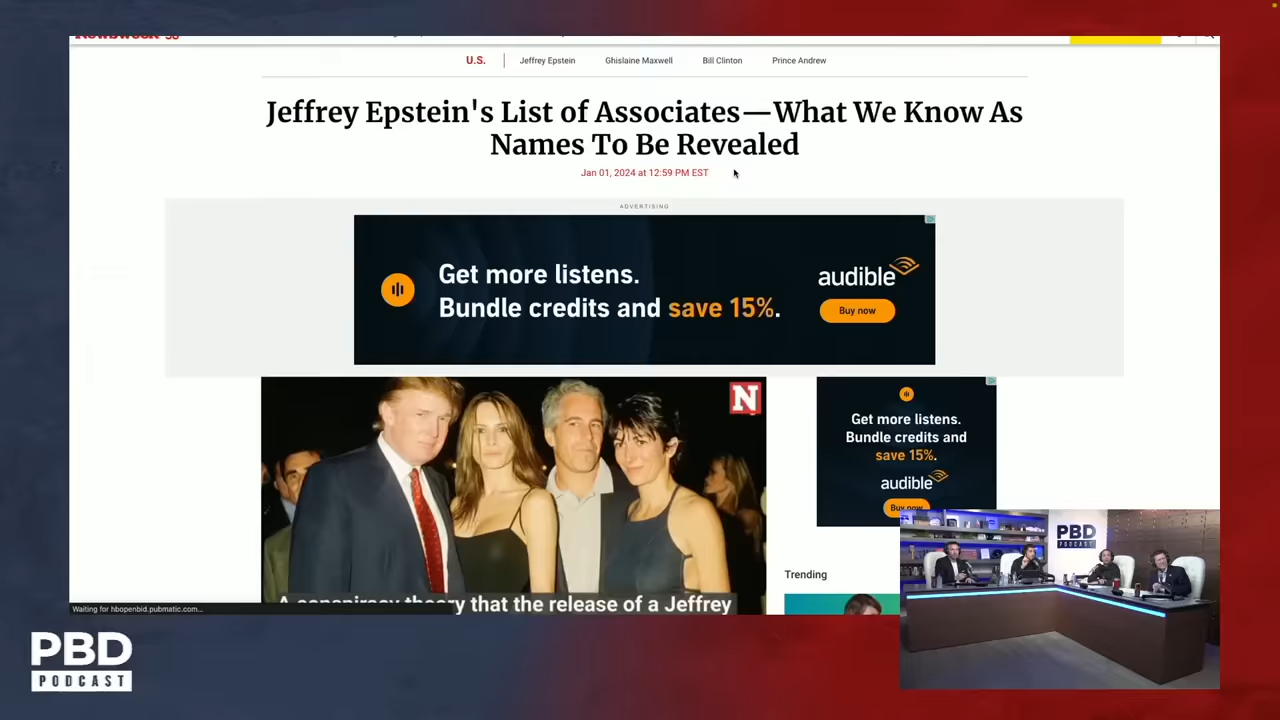 U.S. Jeffrey Epstein Ghislaine Maxwell Bill Clinton Prince Andrew
Jeffrey Epstein's List of Associates—What We Know As
Names To Be Revealed
Jan 01, 2024 at 12:59 PM EST
ADVERTISING
Get more listens.
Bundle credits and save 15%.
audible
Buy now
N
A conspiracy theory that the release of a Jeffrey
Get more listens.
Bundle credits and
save 15%.
audible
Buy now
Trending
Waiting for hbopenbid.pubmatic.com...
PBD
PODCAST
PBD
PODCAST